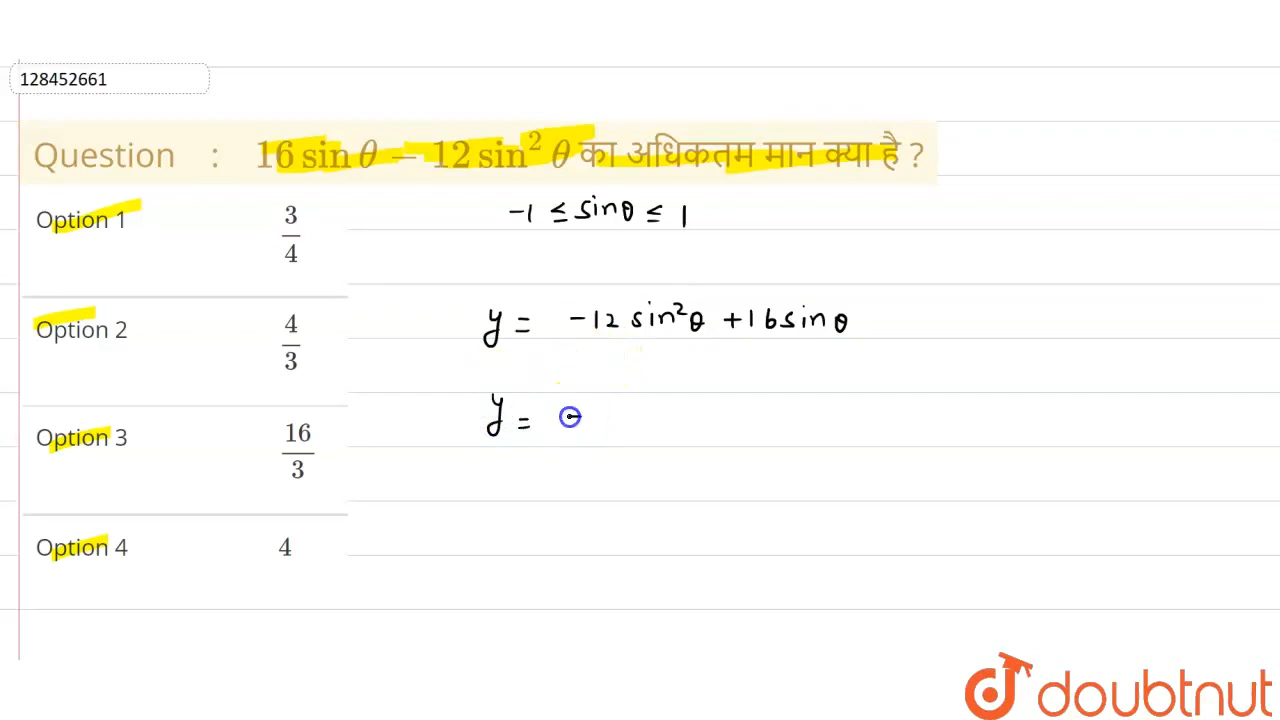 128452661
Question : 16 sin θ − 12 sin² θ का अधिकतम मान क्या है ?
Option 1 3/4
-1 ≤ sinθ ≤ 1
Option 2 4/3
y = -12 sin²θ + 16 sinθ
y = -
Option 3 16/3
Option 4 4
doubtnut